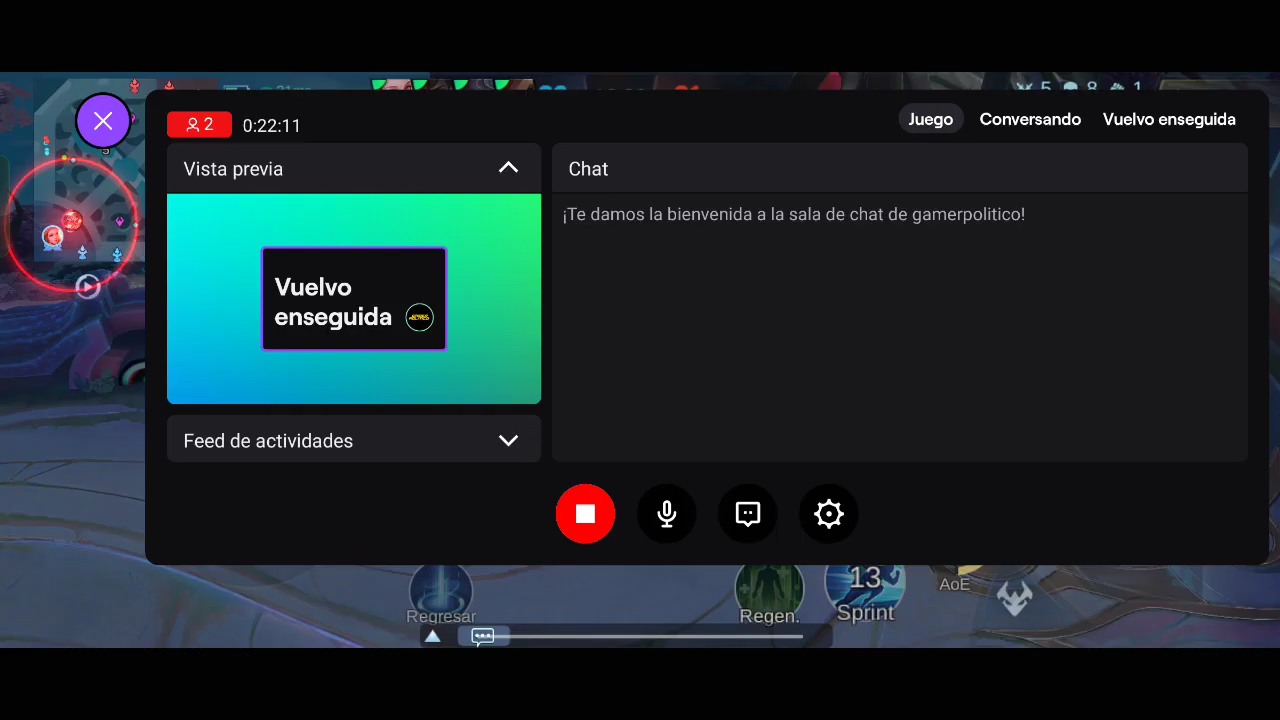 2
0:22:11
Juego
Conversando
Vuelvo enseguida
Vista previa
Chat
¡Te damos la bienvenida a la sala de chat de gamerpolitico!
Vuelvo
enseguida
Feed de actividades
13
AoE
Regresar
Regen.
Sprint